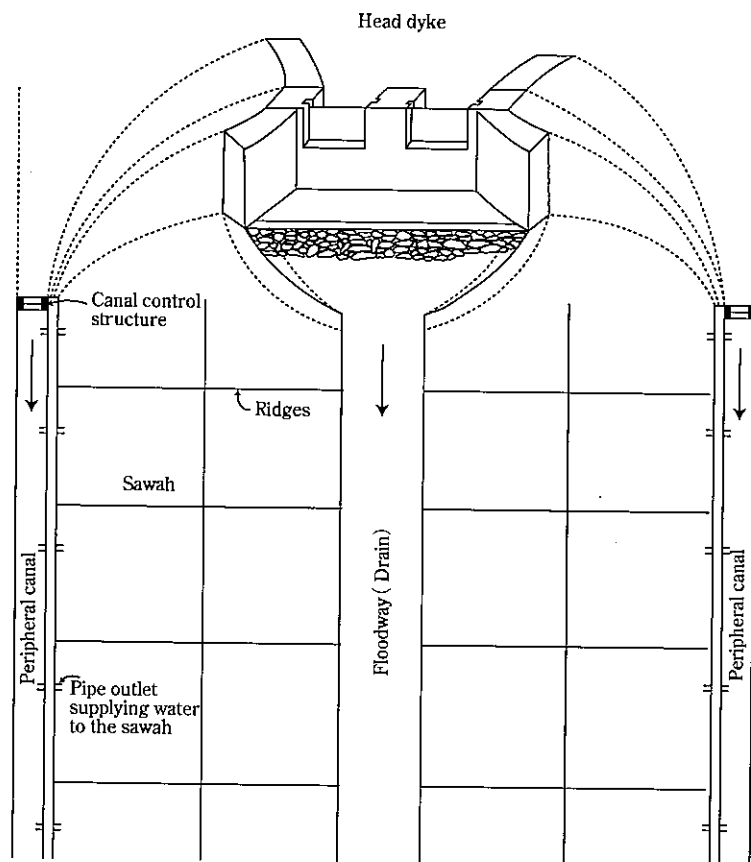 Head dyke
Canal control
structure
Ridges
Sawah
Peripheral canal
Floodway ( Drain)
Peripheral canal
Pipe outlet
supplying water
to the sawah